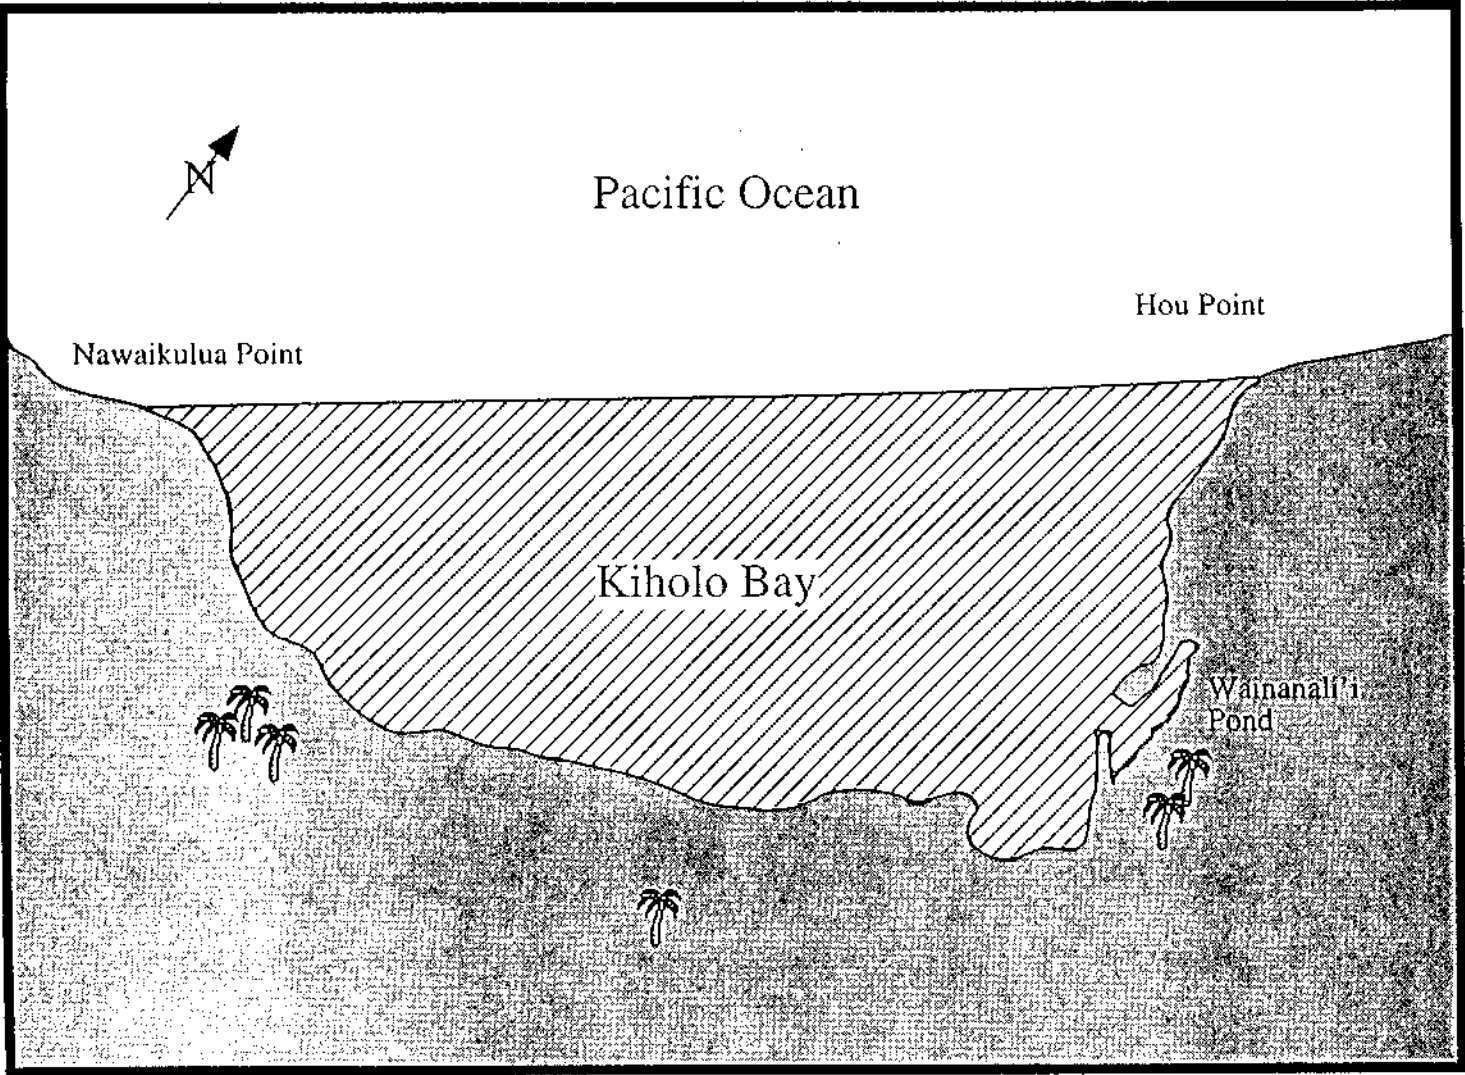 N
Pacific Ocean
Hou Point
Nawaikulua Point
Kiholo Bay
Wainanali'i
Pond